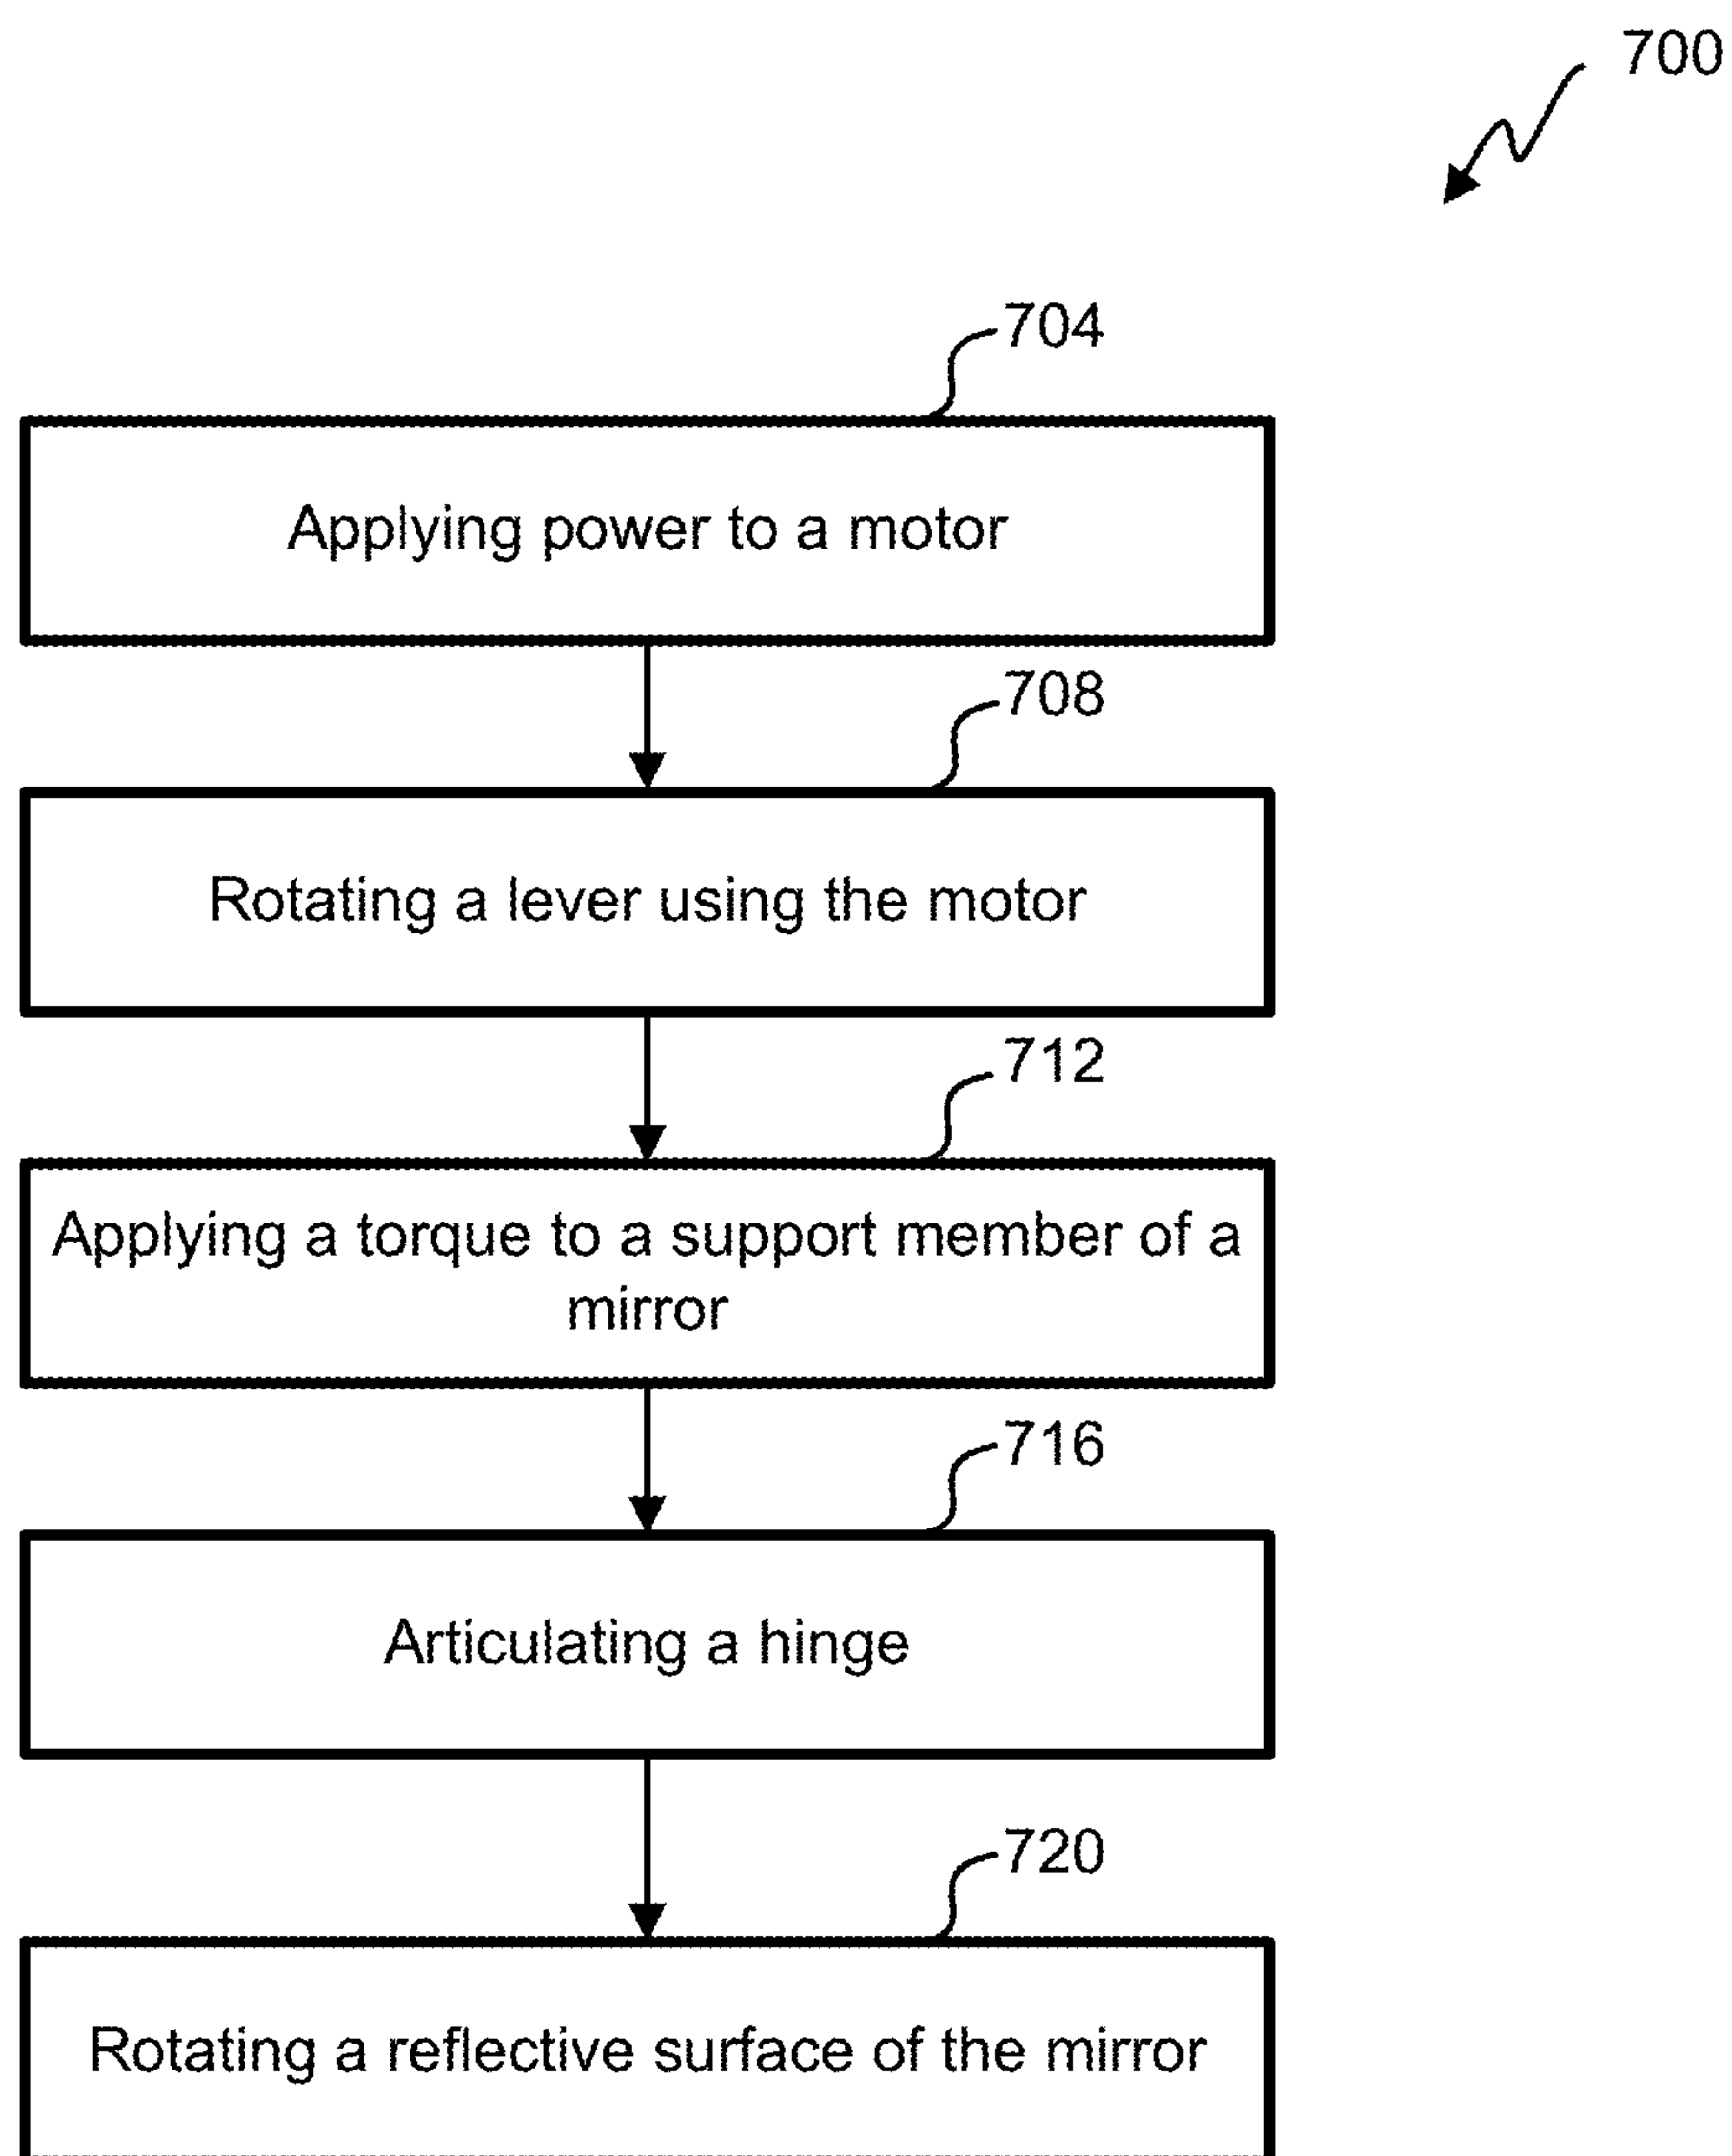 700
704
Applying power to a motor
708
Rotating a lever using the motor
712
Applying a torque to a support member of a
mirror
716
Articulating a hinge
720
Rotating a reflective surface of the mirror